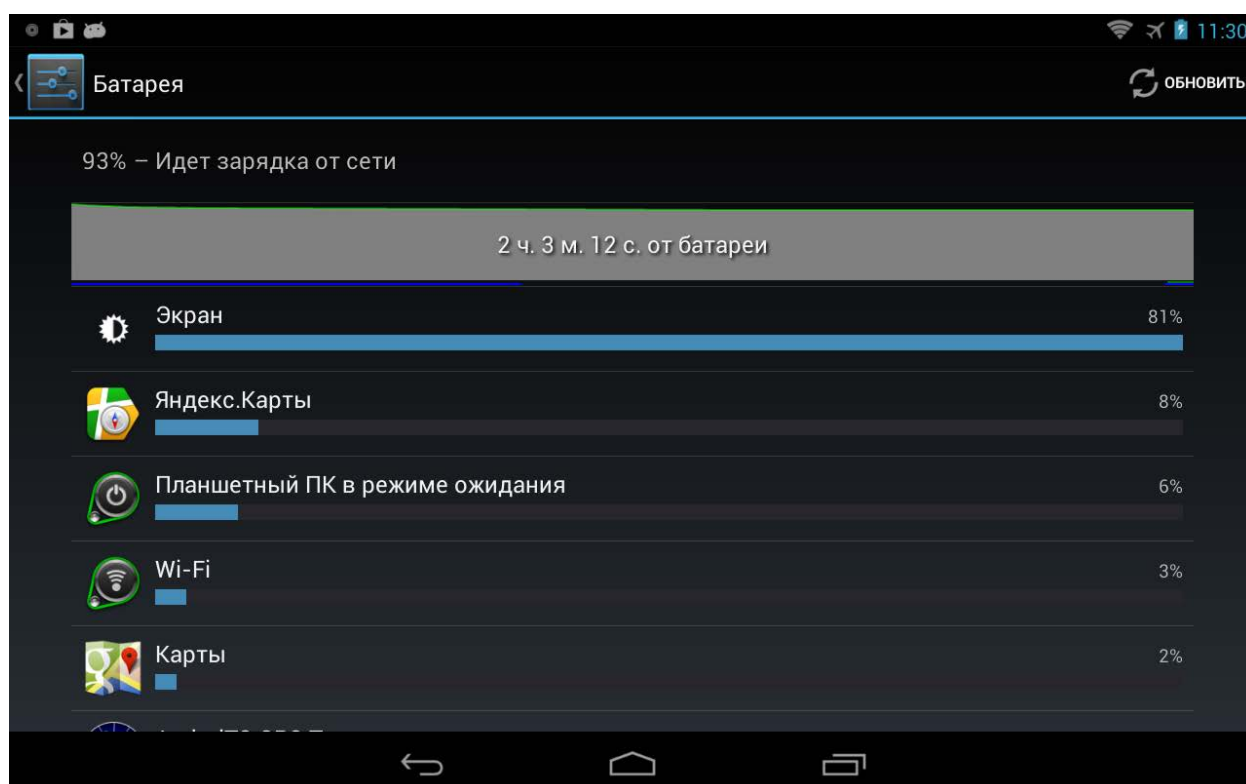 11:30
Батарея
ОБНОВИТЬ
93% – Идет зарядка от сети
2 ч. 3 м. 12 с. от батареи
Экран 81%
Яндекс.Карты 8%
Планшетный ПК в режиме ожидания 6%
Wi-Fi 3%
Карты 2%